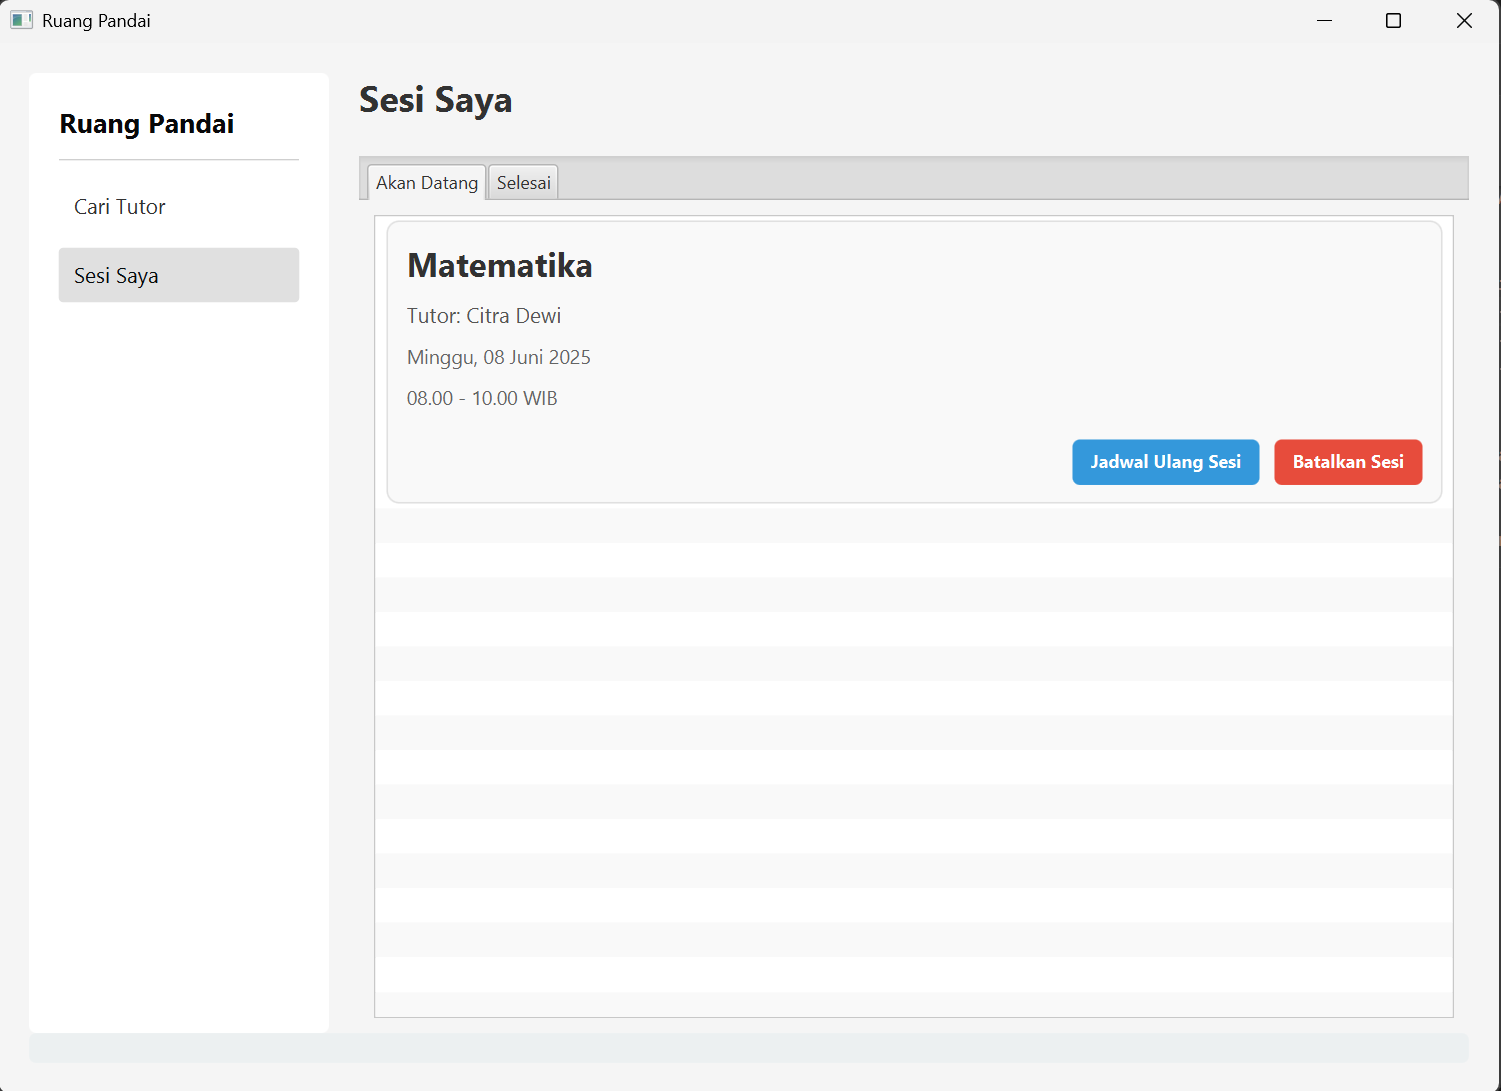 Ruang Pandai
Ruang Pandai
Cari Tutor
Sesi Saya
Sesi Saya
Akan Datang
Selesai
Matematika
Tutor: Citra Dewi
Minggu, 08 Juni 2025
08.00 - 10.00 WIB
Jadwal Ulang Sesi
Batalkan Sesi